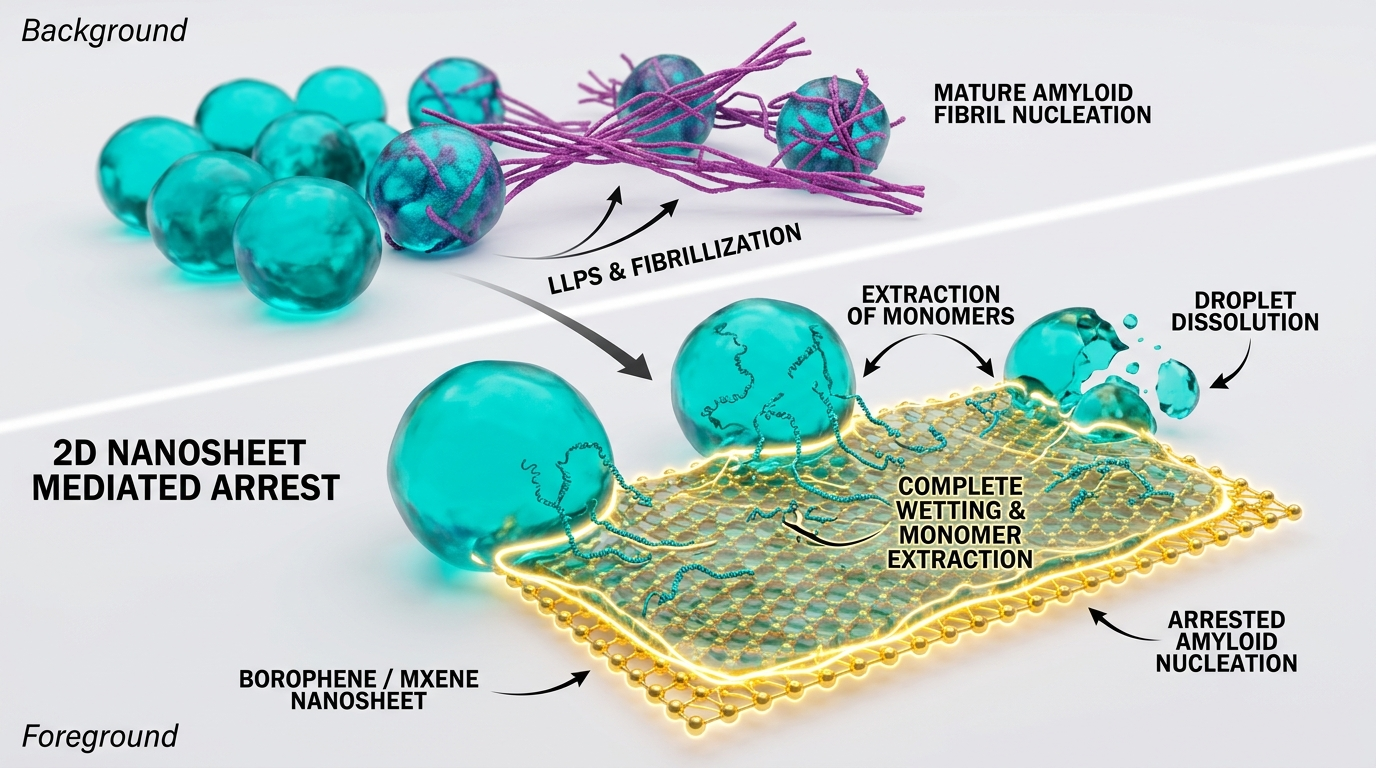 Background
MATURE AMYLOID
FIBRIL NUCLEATION
LLPS & FIBRILLIZATION
EXTRACTION
OF MONOMERS
DROPLET
DISSOLUTION
2D NANOSHEET
MEDIATED ARREST
COMPLETE
WETTING &
MONOMER
EXTRACTION
ARRESTED
AMYLOID
NUCLEATION
BOROPHENE / MXENE
NANOSHEET
Foreground